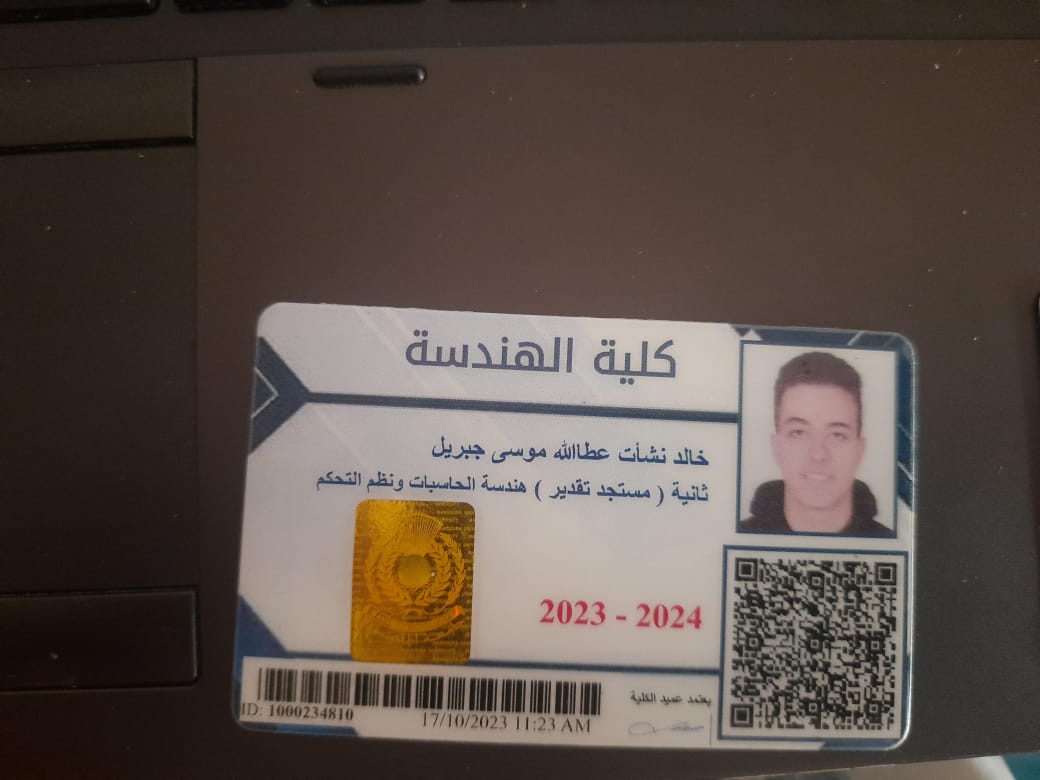 كلية الهندسة
خالد نشأت عطاالله موسى جبريل
ثانية ( مستجد تقدير ) هندسة الحاسبات ونظم التحكم
2023 - 2024
يعتمد عميد الكلية
ID: 1000234810
17/10/2023 11:23 AM